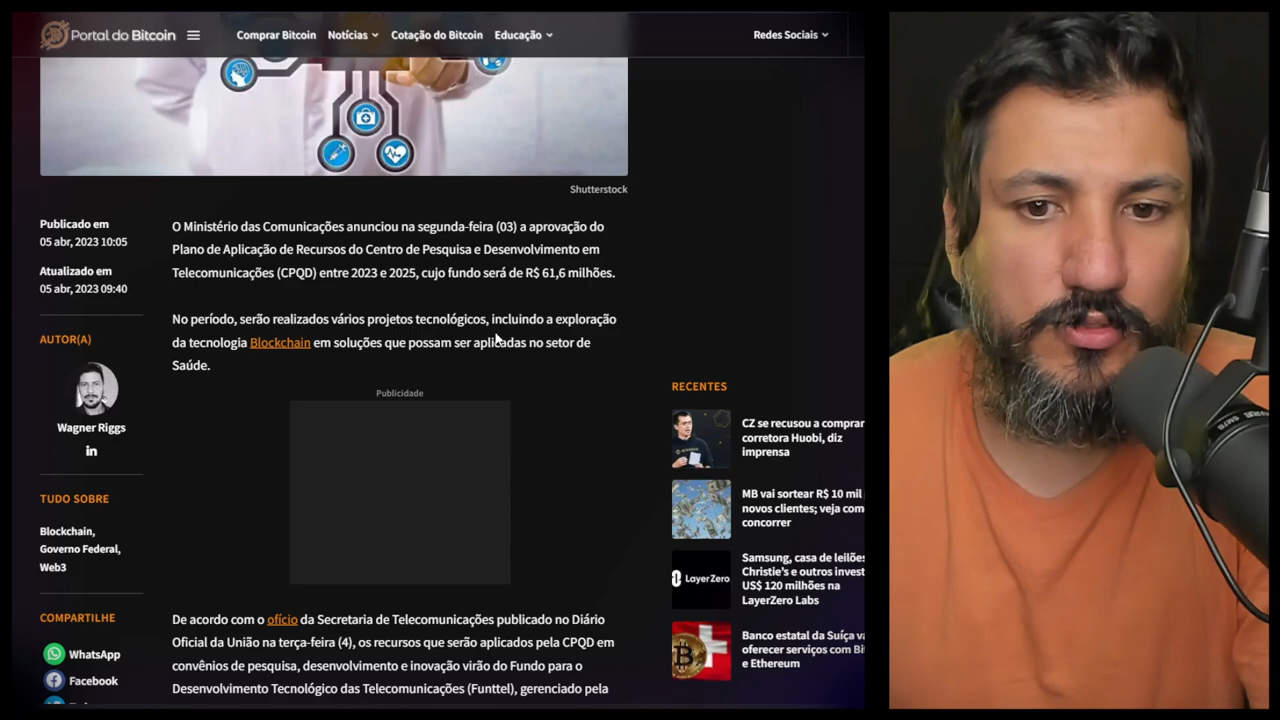 Portal do Bitcoin
Comprar Bitcoin
Notícias
Cotação do Bitcoin
Educação
Redes Sociais
Shutterstock
Publicado em
05 abr, 2023 10:05
Atualizado em
05 abr, 2023 09:40
AUTOR(A)
Wagner Riggs
in
TUDO SOBRE
Blockchain,
Governo Federal,
Web3
COMPARTILHE
WhatsApp
Facebook
O Ministério das Comunicações anunciou na segunda-feira (03) a aprovação do
Plano de Aplicação de Recursos do Centro de Pesquisa e Desenvolvimento em
Telecomunicações (CPQD) entre 2023 e 2025, cujo fundo será de R$ 61,6 milhões.
No período, serão realizados vários projetos tecnológicos, incluindo a exploração
da tecnologia Blockchain em soluções que possam ser aplicadas no setor de
Saúde.
Publicidade
De acordo com o ofício da Secretaria de Telecomunicações publicado no Diário
Oficial da União na terça-feira (4), os recursos que serão aplicados pela CPQD em
convênios de pesquisa, desenvolvimento e inovação virão do Fundo para o
Desenvolvimento Tecnológico das Telecomunicações (Funttel), gerenciado pela
RECENTES
CZ se recusou a comprar
corretora Huobi, diz
imprensa
MB vai sortear R$ 10 mil
novos clientes; veja com
concorrer
LayerZero
Samsung, casa de leilões
Christie's e outros invest
US$ 120 milhões na
LayerZero Labs
Banco estatal da Suíça va
oferecer serviços com Bi
e Ethereum